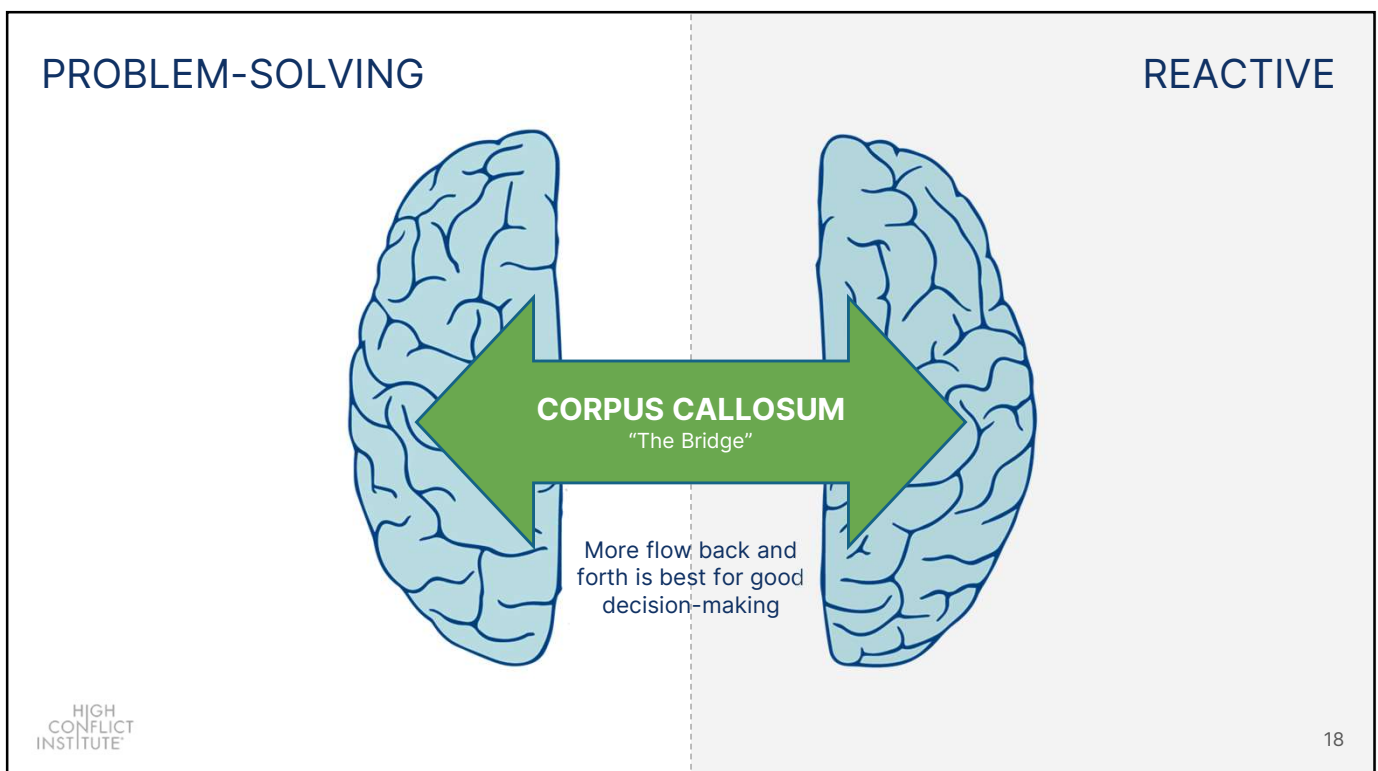 PROBLEM-SOLVING
REACTIVE
CORPUS CALLOSUM
“The Bridge”
More flow back and
forth is best for good
decision-making
HIGH
CONFLICT
INSTITUTE
18